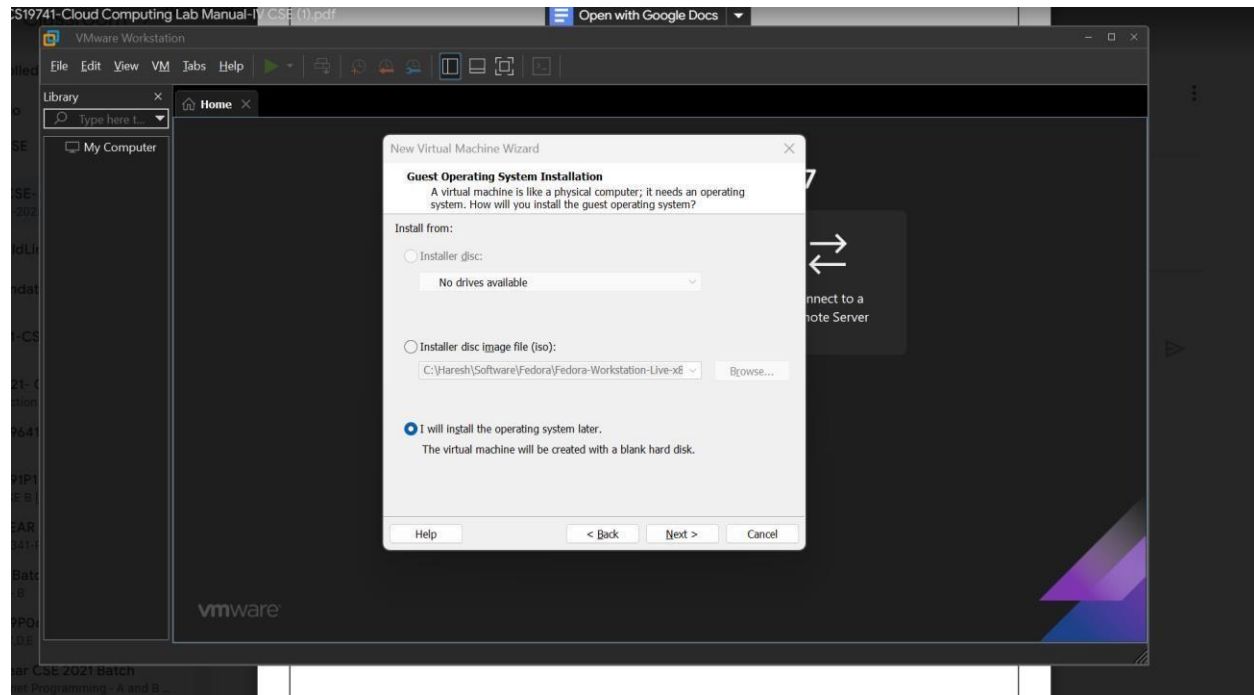 CS19741-Cloud Computing Lab Manual-IV CSE (1).pdf
Open with Google Docs
VMware Workstation
File Edit View VM Tabs Help
Library
Type here t...
My Computer
Home
New Virtual Machine Wizard
Guest Operating System Installation
A virtual machine is like a physical computer; it needs an operating
system. How will you install the guest operating system?
Install from:
Installer disc:
No drives available
Installer disc image file (iso):
C:\Haresh\Software\Fedora\Fedora-Workstation-Live-x8
Browse...
I will install the operating system later.
The virtual machine will be created with a blank hard disk.
Help
< Back
Next >
Cancel
7
nnect to a
note Server
vmware
CSE 2021 Batch
Programming - A and B